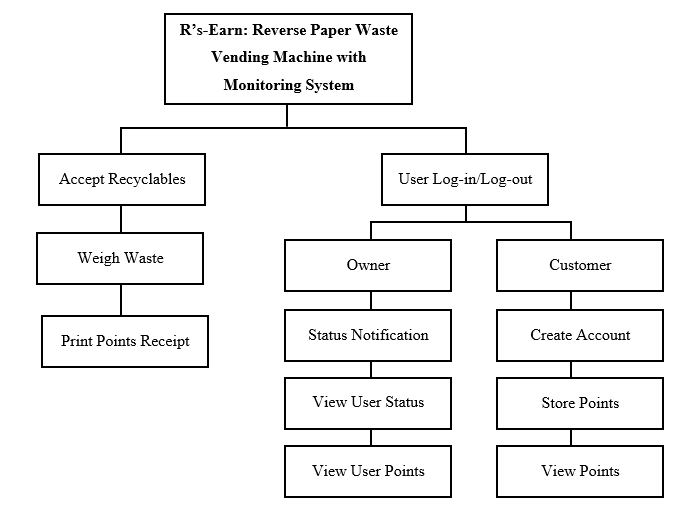 R’s-Earn: Reverse Paper Waste
Vending Machine with
Monitoring System
Accept Recyclables
User Log-in/Log-out
Weigh Waste
Owner
Customer
Print Points Receipt
Status Notification
Create Account
View User Status
Store Points
View User Points
View Points